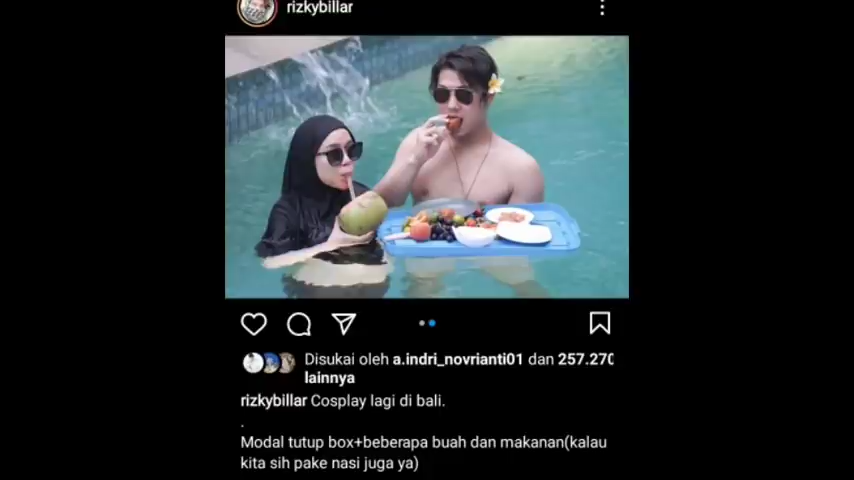 rizkybillar
Disukai oleh a.indri_novrianti01 dan 257.270
lainnya
rizkybillar Cosplay lagi di bali.
.
Modal tutup box+beberapa buah dan makanan(kalau
kita sih pake nasi juga ya)